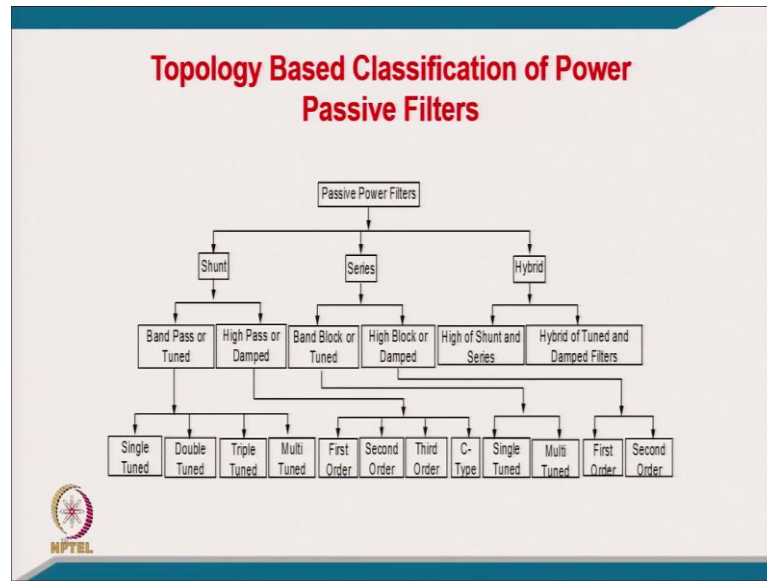 Topology Based Classification of Power
Passive Filters
Passive Power Filters
Shunt
Series
Hybrid
Band Pass or
Tuned
High Pass or
Damped
Band Block or
Tuned
High Block or
Damped
High of Shunt and
Series
Hybrid of Tuned and
Damped Filters
Single
Tuned
Double
Tuned
Triple
Tuned
Multi
Tuned
First
Order
Second
Order
Third
Order
C-
Type
Single
Tuned
Multi
Tuned
First
Order
Second
Order
NPTEL